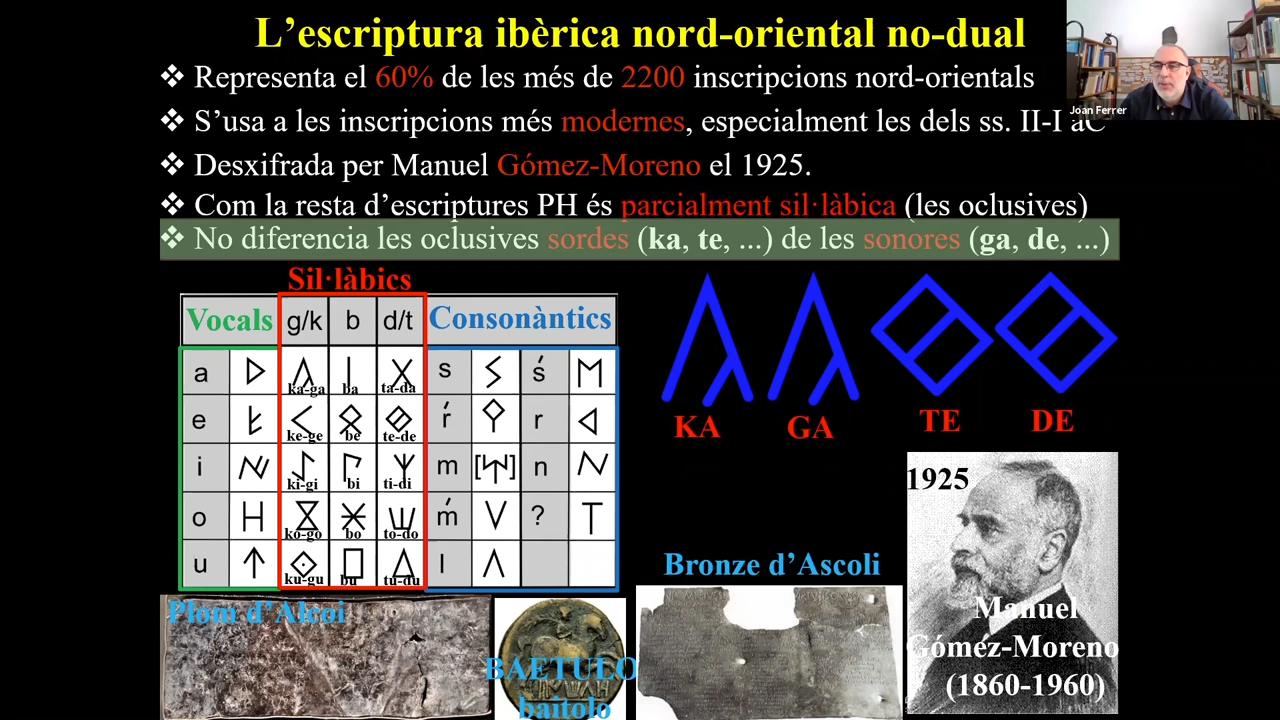 L’escriptura ibèrica nord-oriental no-dual
❖ Representa el 60% de les més de 2200 inscripcions nord-orientals
Joan Ferrer
❖ S’usa a les inscripcions més modernes, especialment les dels ss. II-I aC
❖ Desxifrada per Manuel Gómez-Moreno el 1925.
❖ Com la resta d’escriptures PH és parcialment sil·làbica (les oclusives)
❖ No diferencia les oclusives sordes (ka, te, ...) de les sonores (ga, de, ...)
Sil·làbics
Vocals g/k b d/t Consonàntics
a ka-ga ba ta-da s ś
e ke-ge be te-de ŕ r
i ki-gi bi ti-di m n
o ko-go bo to-do ḿ ?
u ku-gu bu tu-du l
KA GA TE DE
1925
Bronze d’Ascoli
Plom d’Alcoi
Manuel
Gómez-Moreno
(1860-1960)
BAETULO
baitolo